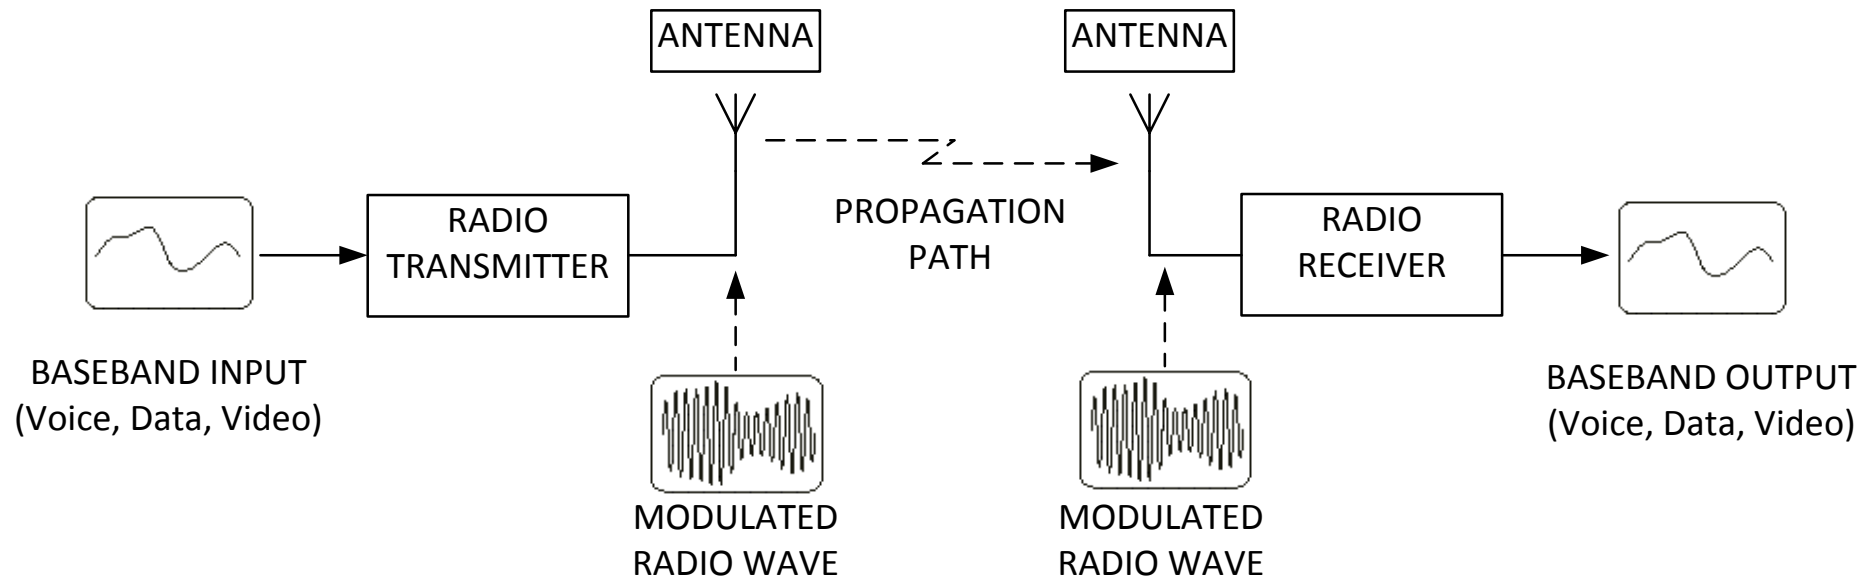 ANTENNA
ANTENNA
PROPAGATION
PATH
RADIO
TRANSMITTER
RADIO
RECEIVER
BASEBAND INPUT
(Voice, Data, Video)
BASEBAND OUTPUT
(Voice, Data, Video)
MODULATED
RADIO WAVE
MODULATED
RADIO WAVE